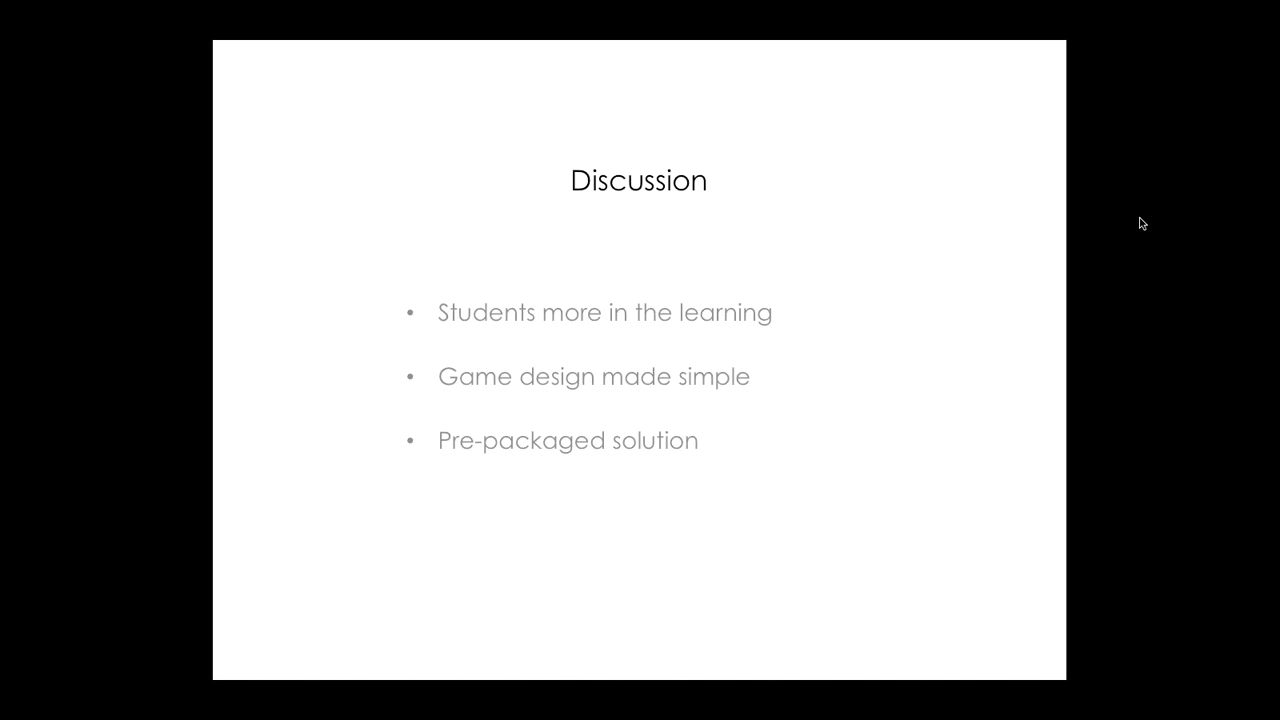 Discussion
• Students more in the learning
• Game design made simple
• Pre-packaged solution